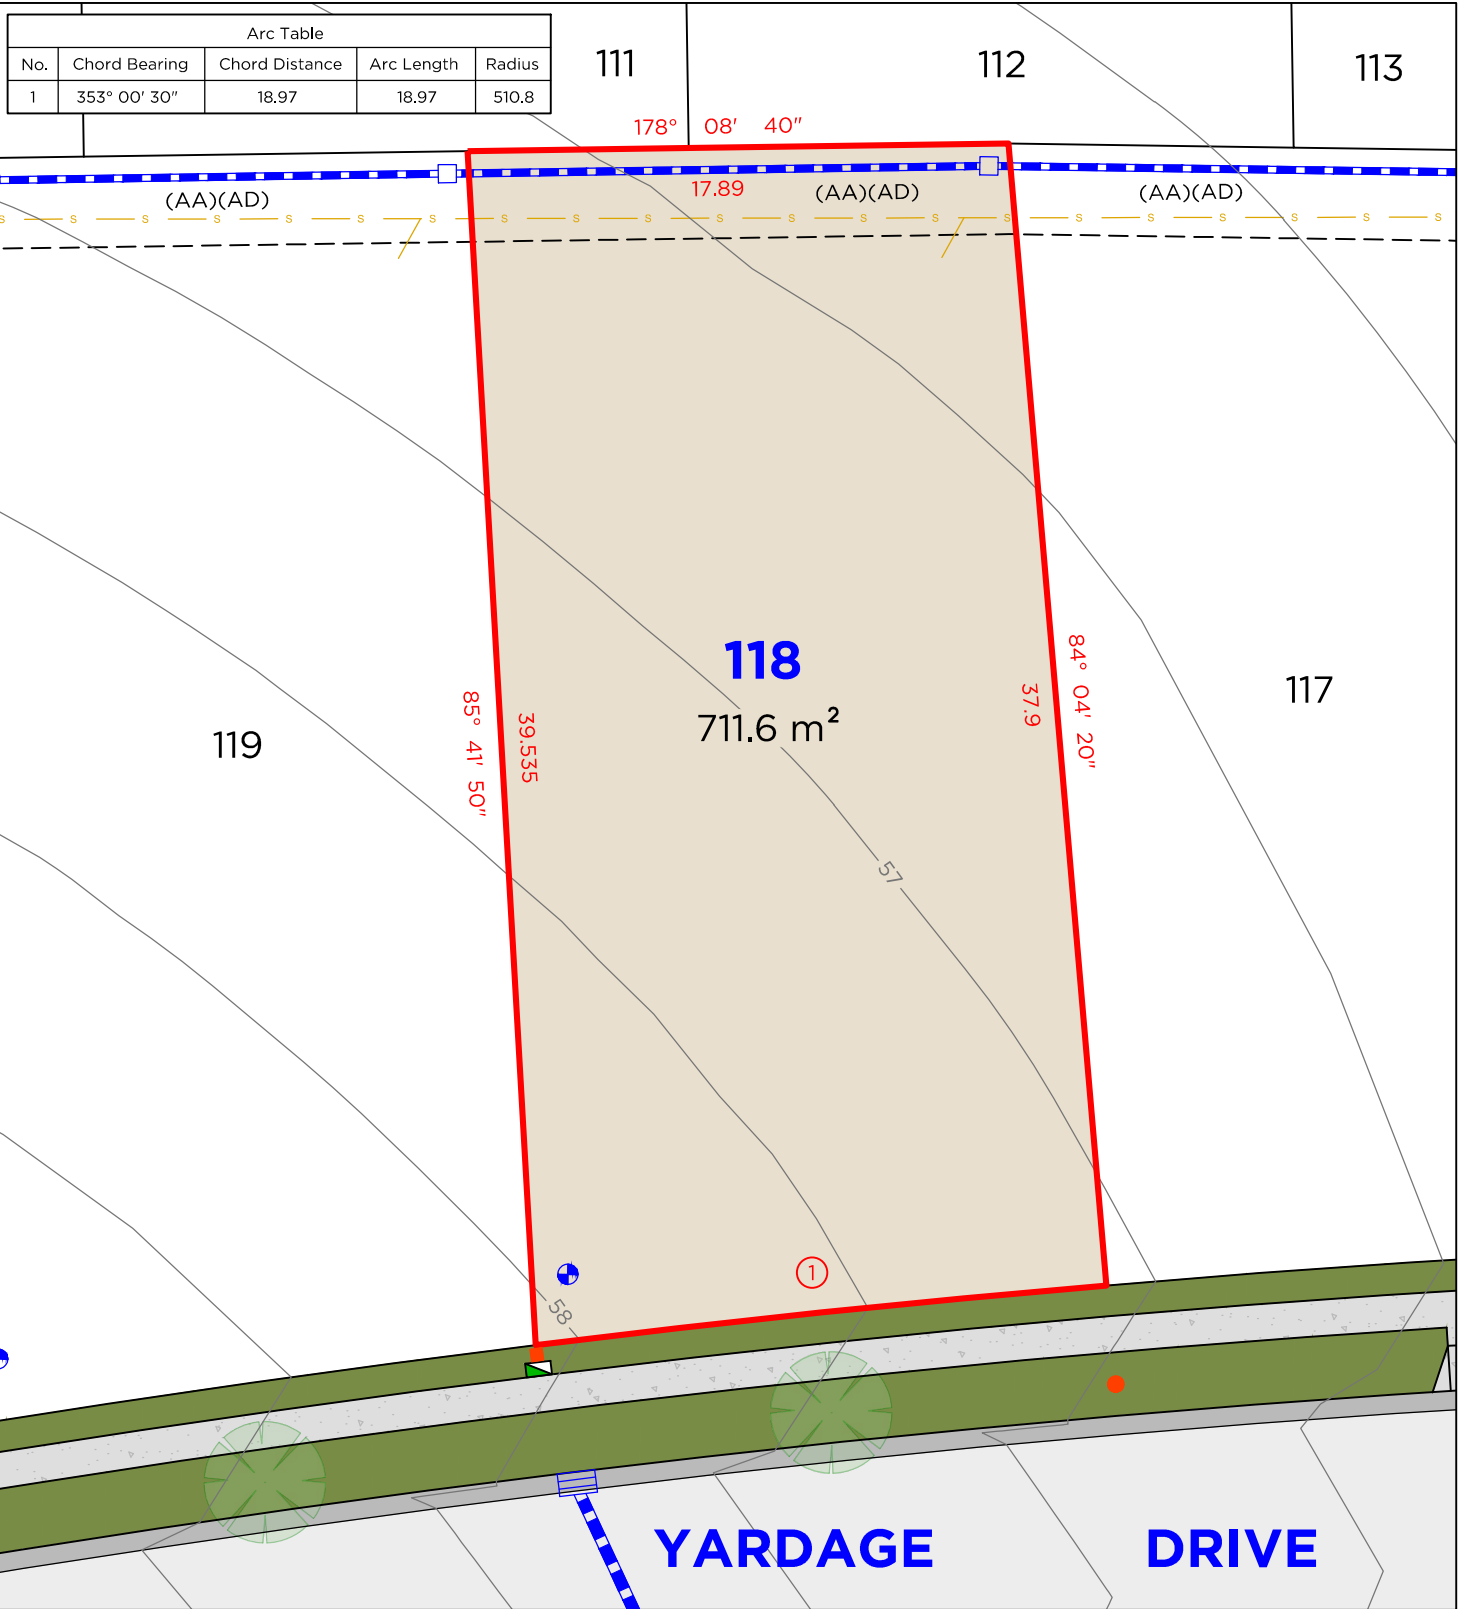 Arc Table
No. Chord Bearing Chord Distance Arc Length Radius
1 353° 00' 30" 18.97 18.97 510.8
111
112
113
178° 08' 40"
17.89
(AA)(AD)
(AA)(AD)
(AA)(AD)
s s s s s s s s s s s s s s s s s s s s s
118
711.6 m²
119
117
85° 41' 50"
39.535
37.9
84° 04' 20"
57
58
1
YARDAGE DRIVE